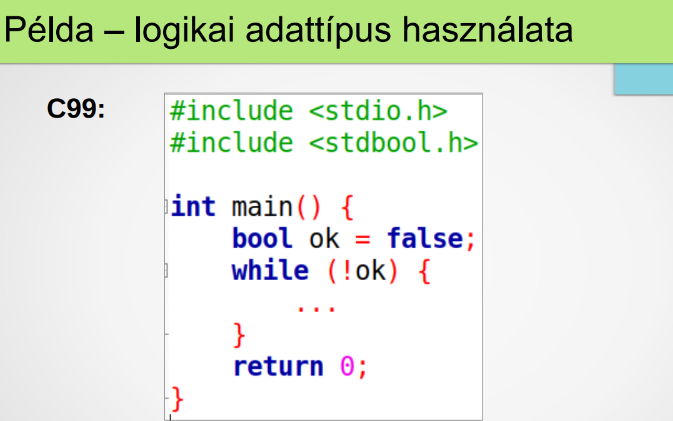 Példa – logikai adattípus használata
C99:
#include <stdio.h>
#include <stdbool.h>
int main() {
    bool ok = false;
    while (!ok) {
        ...
    }
    return 0;
}